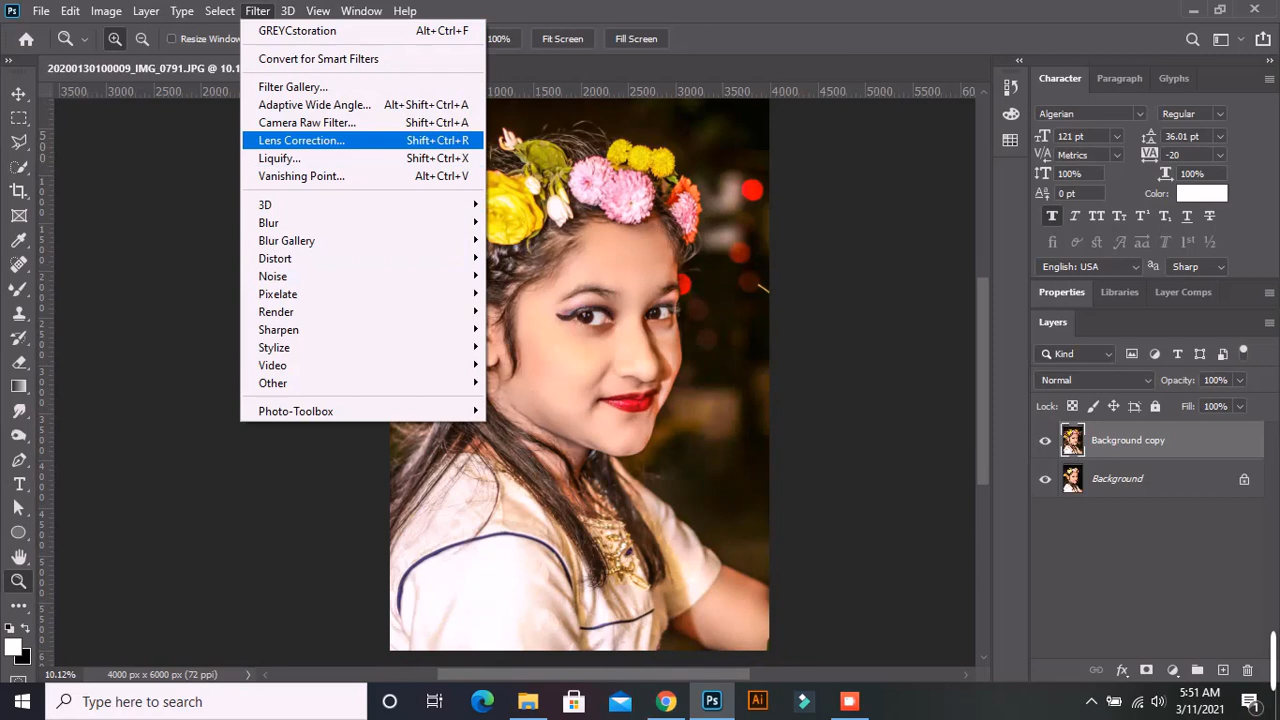 Ps File Edit Image Layer Type Select Filter 3D View Window Help
Resize Window 100% Fit Screen Fill Screen
20200130100009_IMG_0791.JPG @ 10.1
3500 3000 2500 2000 1000 1500 2000 2500 3000 3500 4000 4500 5000 5500 6000 6500 7000
GREYCstoration Alt+Ctrl+F
Convert for Smart Filters
Filter Gallery...
Adaptive Wide Angle... Alt+Shift+Ctrl+A
Camera Raw Filter... Shift+Ctrl+A
Lens Correction... Shift+Ctrl+R
Liquify... Shift+Ctrl+X
Vanishing Point... Alt+Ctrl+V
3D
Blur
Blur Gallery
Distort
Noise
Pixelate
Render
Sharpen
Stylize
Video
Other
Photo-Toolbox
Character Paragraph Glyphs
Algerian Regular
121 pt 36.01 pt
Metrics -20
100% 100%
0 pt Color:
English: USA Sharp
Properties Libraries Layer Comps
Layers
Kind
Normal Opacity: 100%
Lock: Fill: 100%
Background copy
Background
10.12% 4000 px x 6000 px (72 ppi)
Type here to search
Ps Ai
:51 AM
3/11/2021